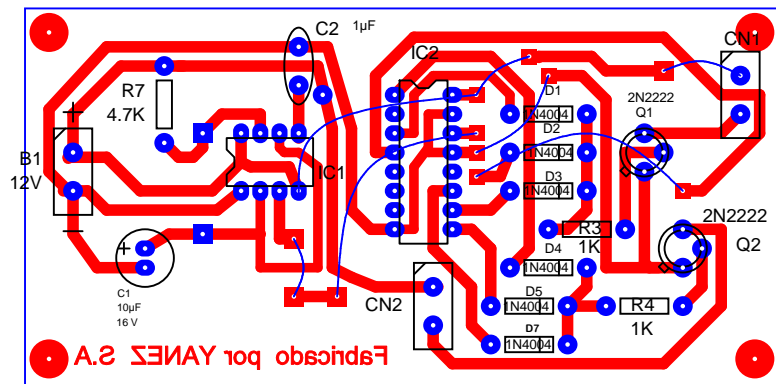 C2
1µF
IC2
CN1
R7
4.7K
D1
1N4004
2N2222
Q1
D2
1N4004
B1
12V
IC1
D3
1N4004
R3
1K
2N2222
Q2
D4
1N4004
C1
10µF
16 V
CN2
D5
1N4004
R4
1K
D7
1N4004
Fabricado por YANEZ S.A